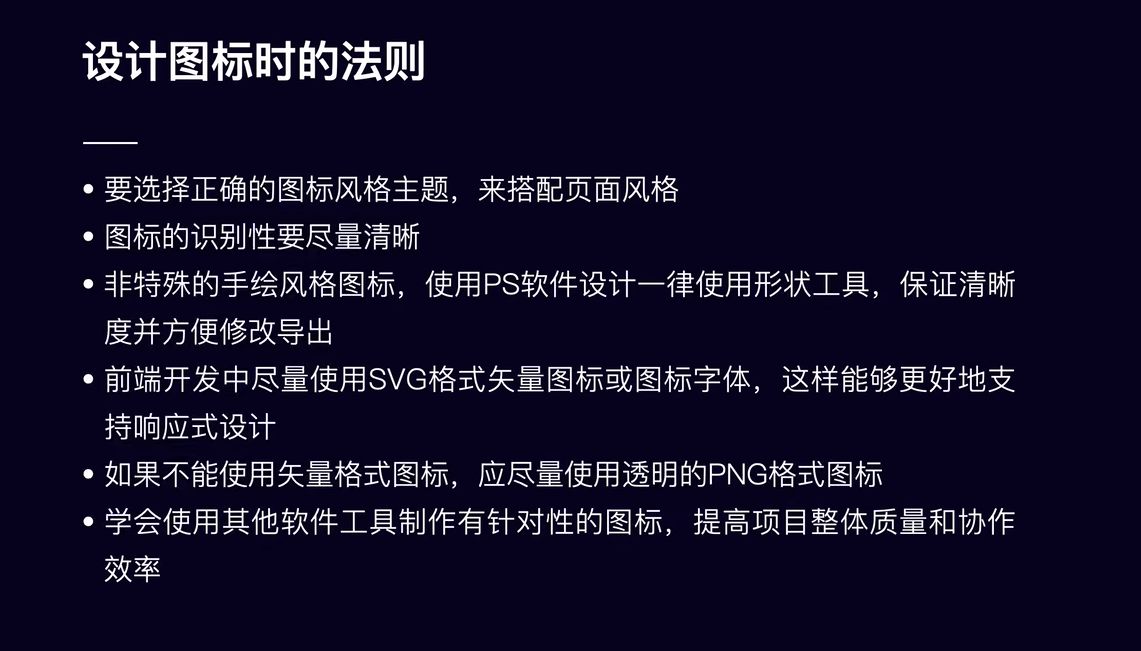 设计图标时的法则
• 要选择正确的图标风格主题，来搭配页面风格
• 图标的识别性要尽量清晰
• 非特殊的手绘风格图标，使用PS软件设计一律使用形状工具，保证清晰
度并方便修改导出
• 前端开发中尽量使用SVG格式矢量图标或图标字体，这样能够更好地支
持响应式设计
• 如果不能使用矢量格式图标，应尽量使用透明的PNG格式图标
• 学会使用其他软件工具制作有针对性的图标，提高项目整体质量和协作
效率